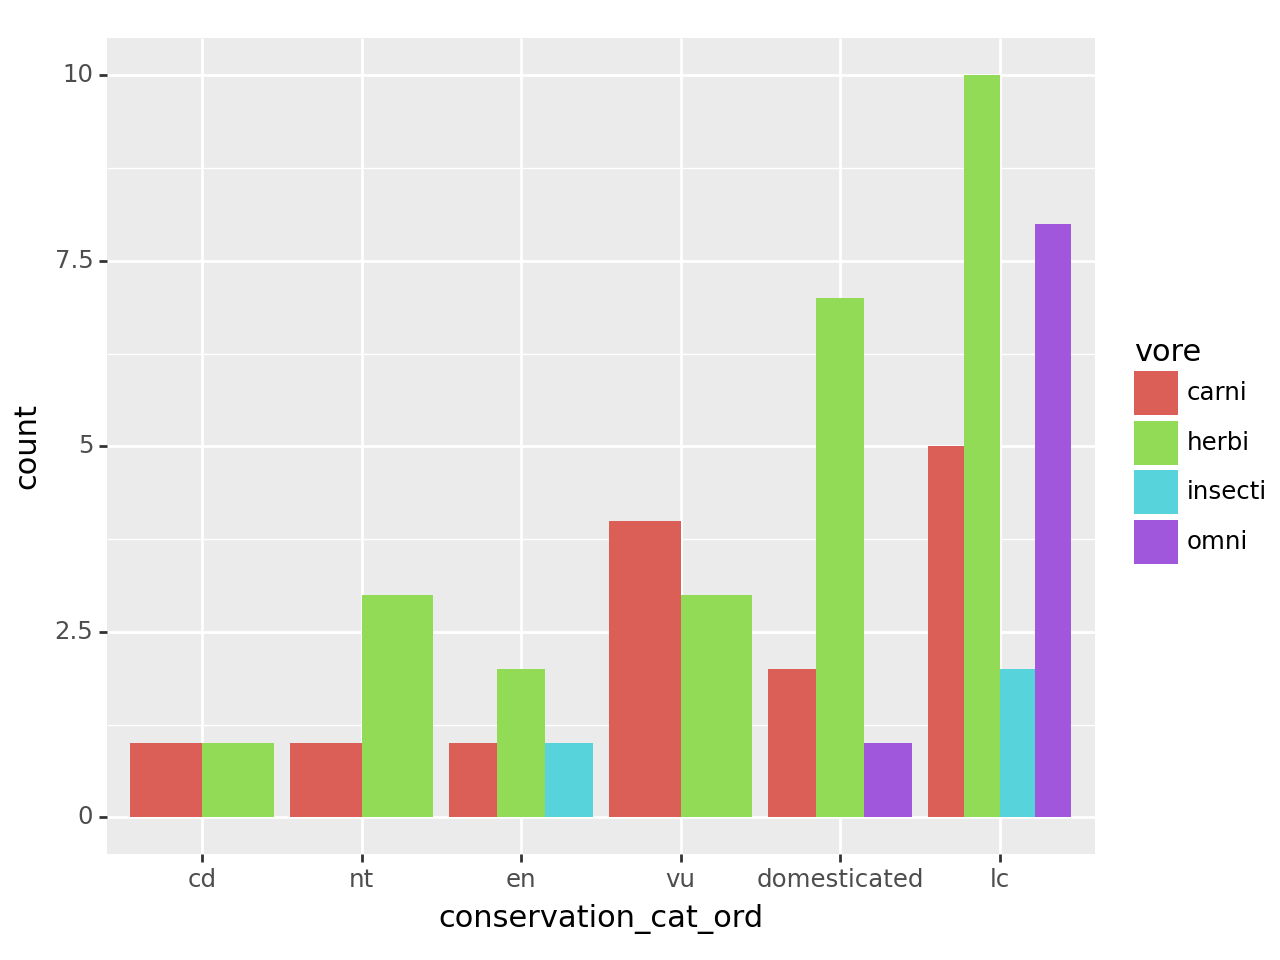 10
7.5
5
2.5
0
count
cd nt en vu domesticated lc
conservation_cat_ord
vore
carni
herbi
insecti
omni